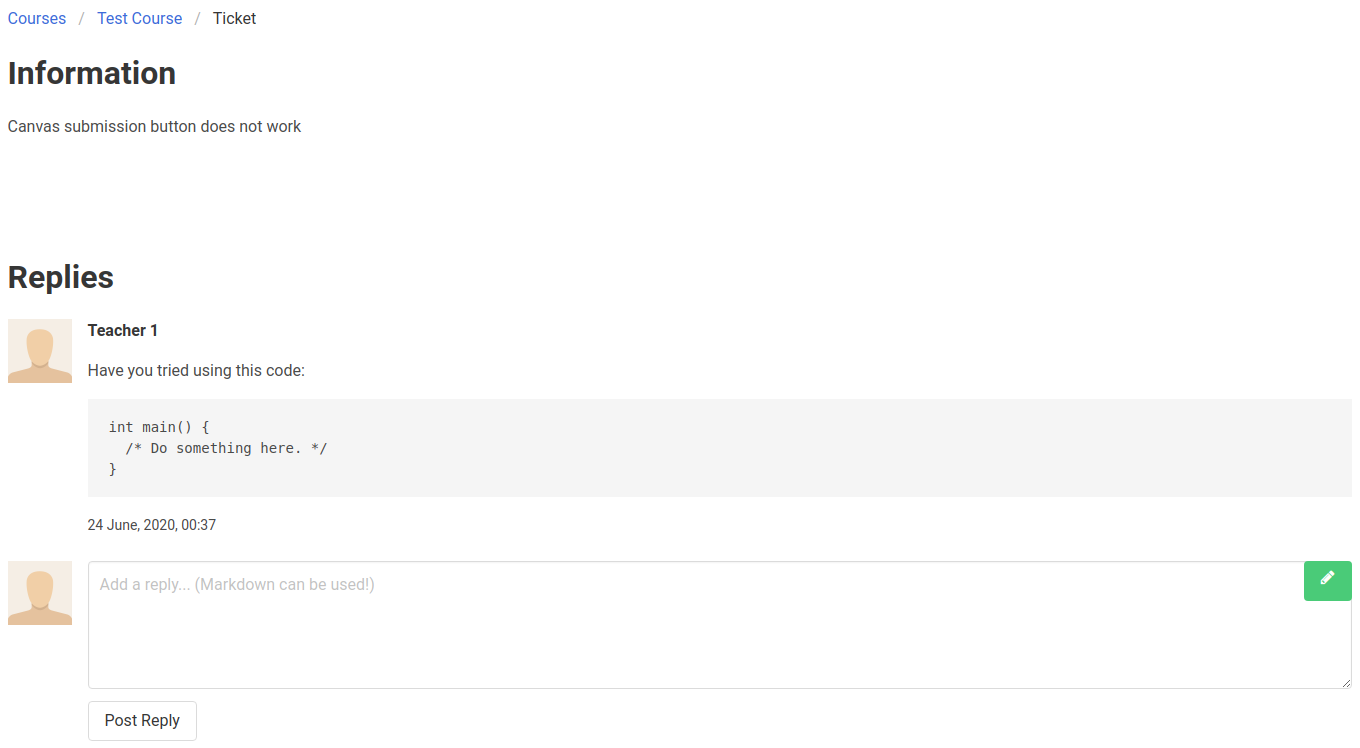 Courses / Test Course / Ticket
Information
Canvas submission button does not work
Replies
Teacher 1
Have you tried using this code:
int main() {
  /* Do something here. */
}
24 June, 2020, 00:37
Add a reply... (Markdown can be used!)
Post Reply